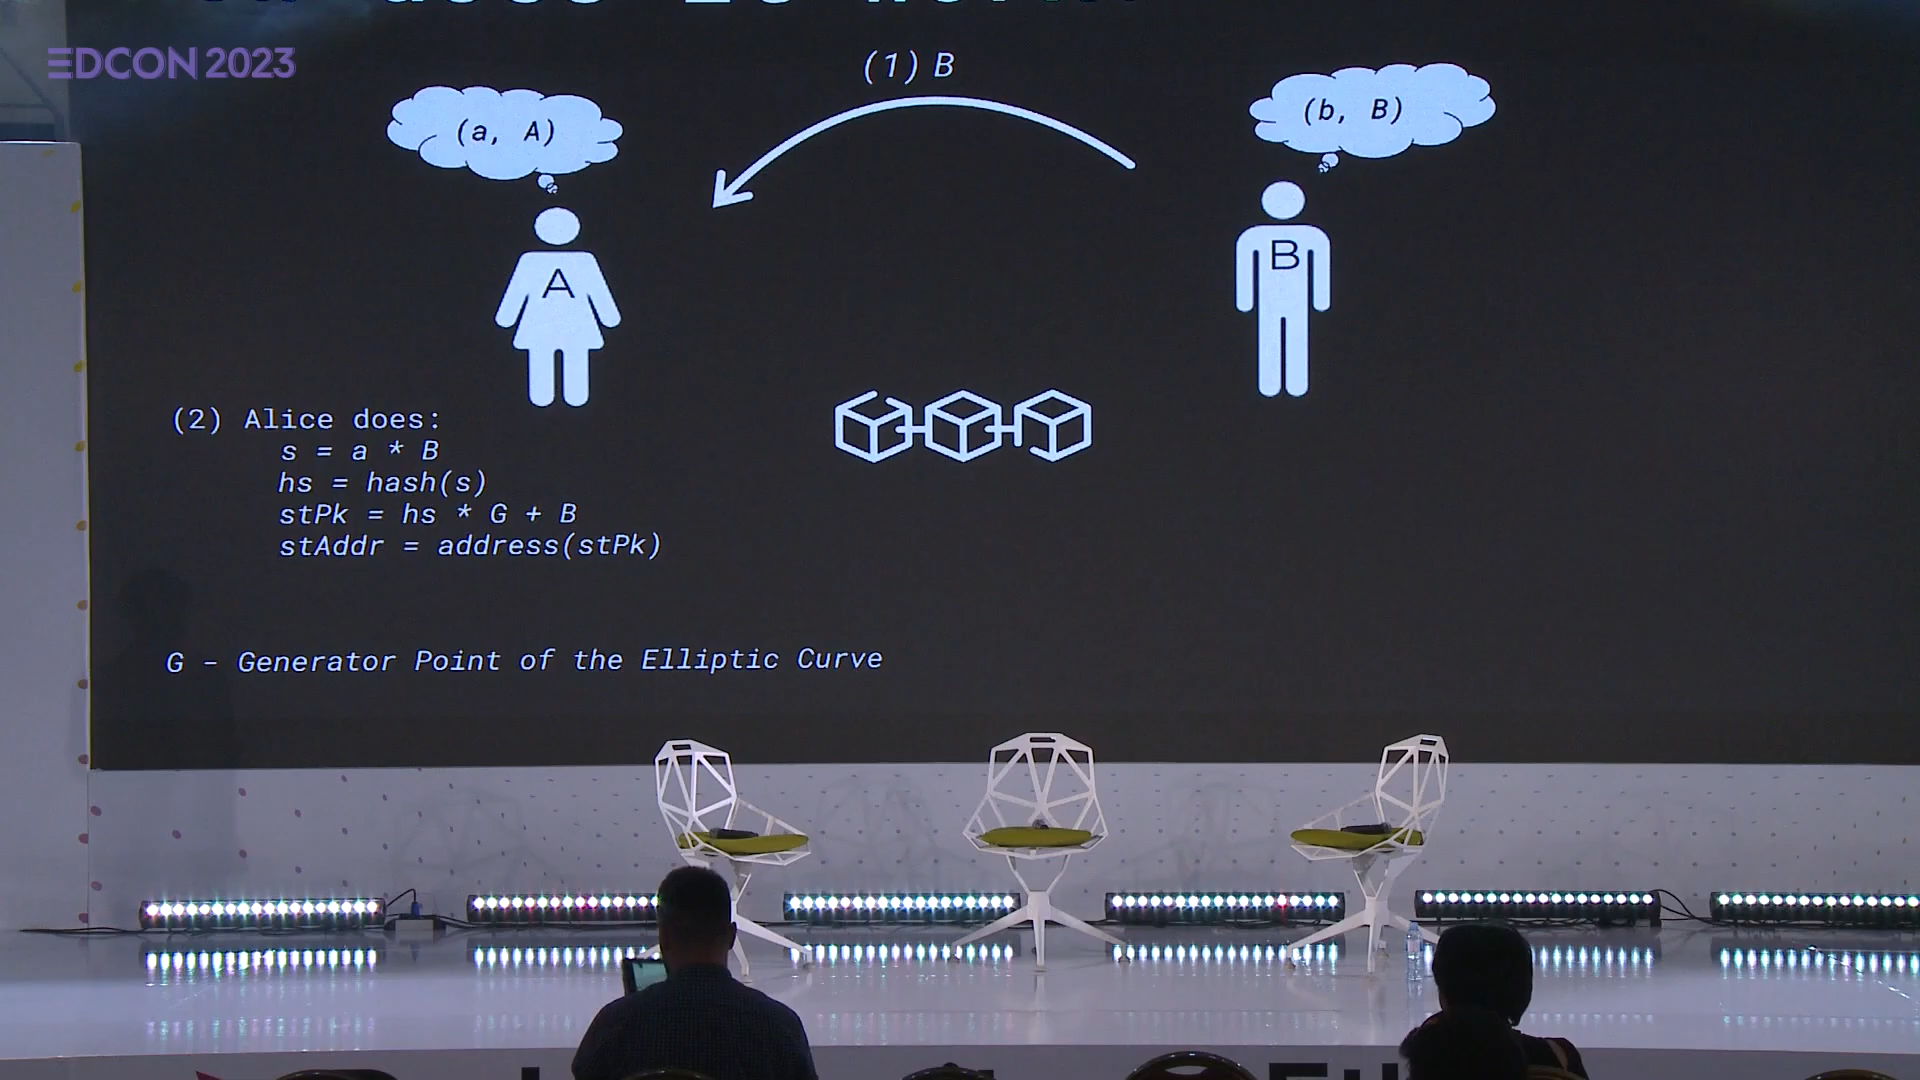 EDCON 2023
(1) B
(a, A)
(b, B)
A
B
(2) Alice does:
s = a * B
hs = hash(s)
stPk = hs * G + B
stAddr = address(stPk)
G - Generator Point of the Elliptic Curve